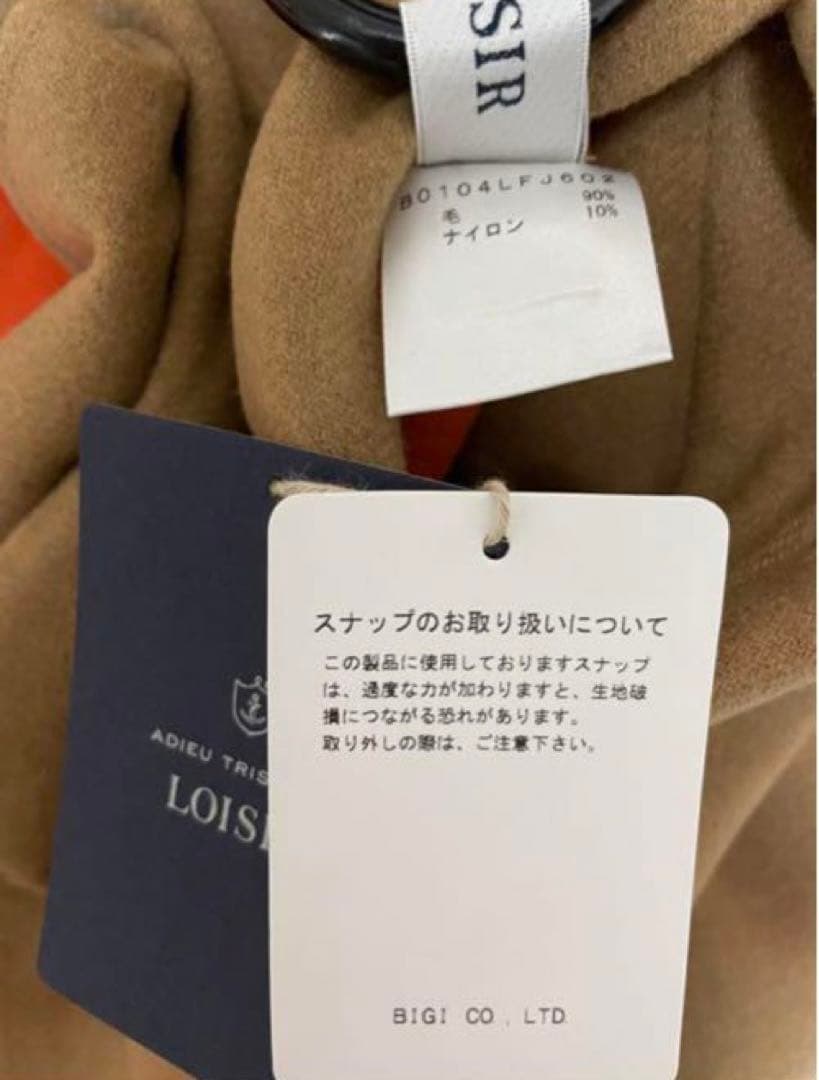 SIR
B0104LFJ602
毛 90%
ナイロン 10%
ADIEU TRIS
LOISI
スナップのお取り扱いについて
この製品に使用しておりますスナップ
は、過度な力が加わりますと、生地破
損につながる恐れがあります。
取り外しの際は、ご注意下さい。
BIGI CO., LTD.